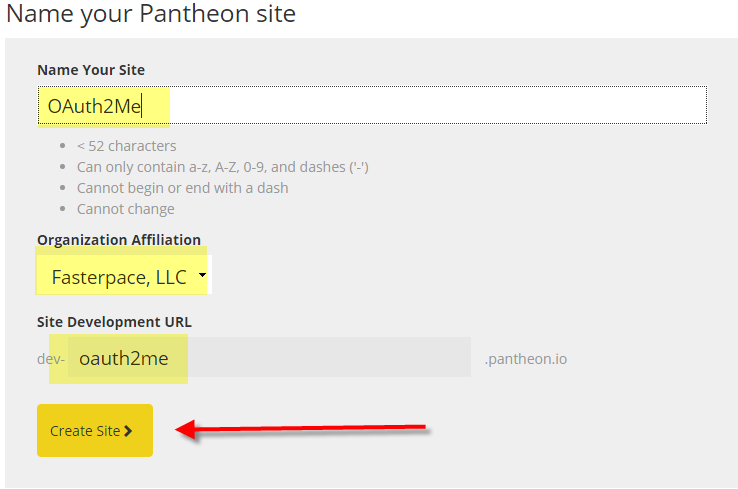 Name your Pantheon site
Name Your Site
OAuth2Me
< 52 characters
Can only contain a-z, A-Z, 0-9, and dashes ('-')
Cannot begin or end with a dash
Cannot change
Organization Affiliation
Fasterpace, LLC
Site Development URL
dev- oauth2me .pantheon.io
Create Site